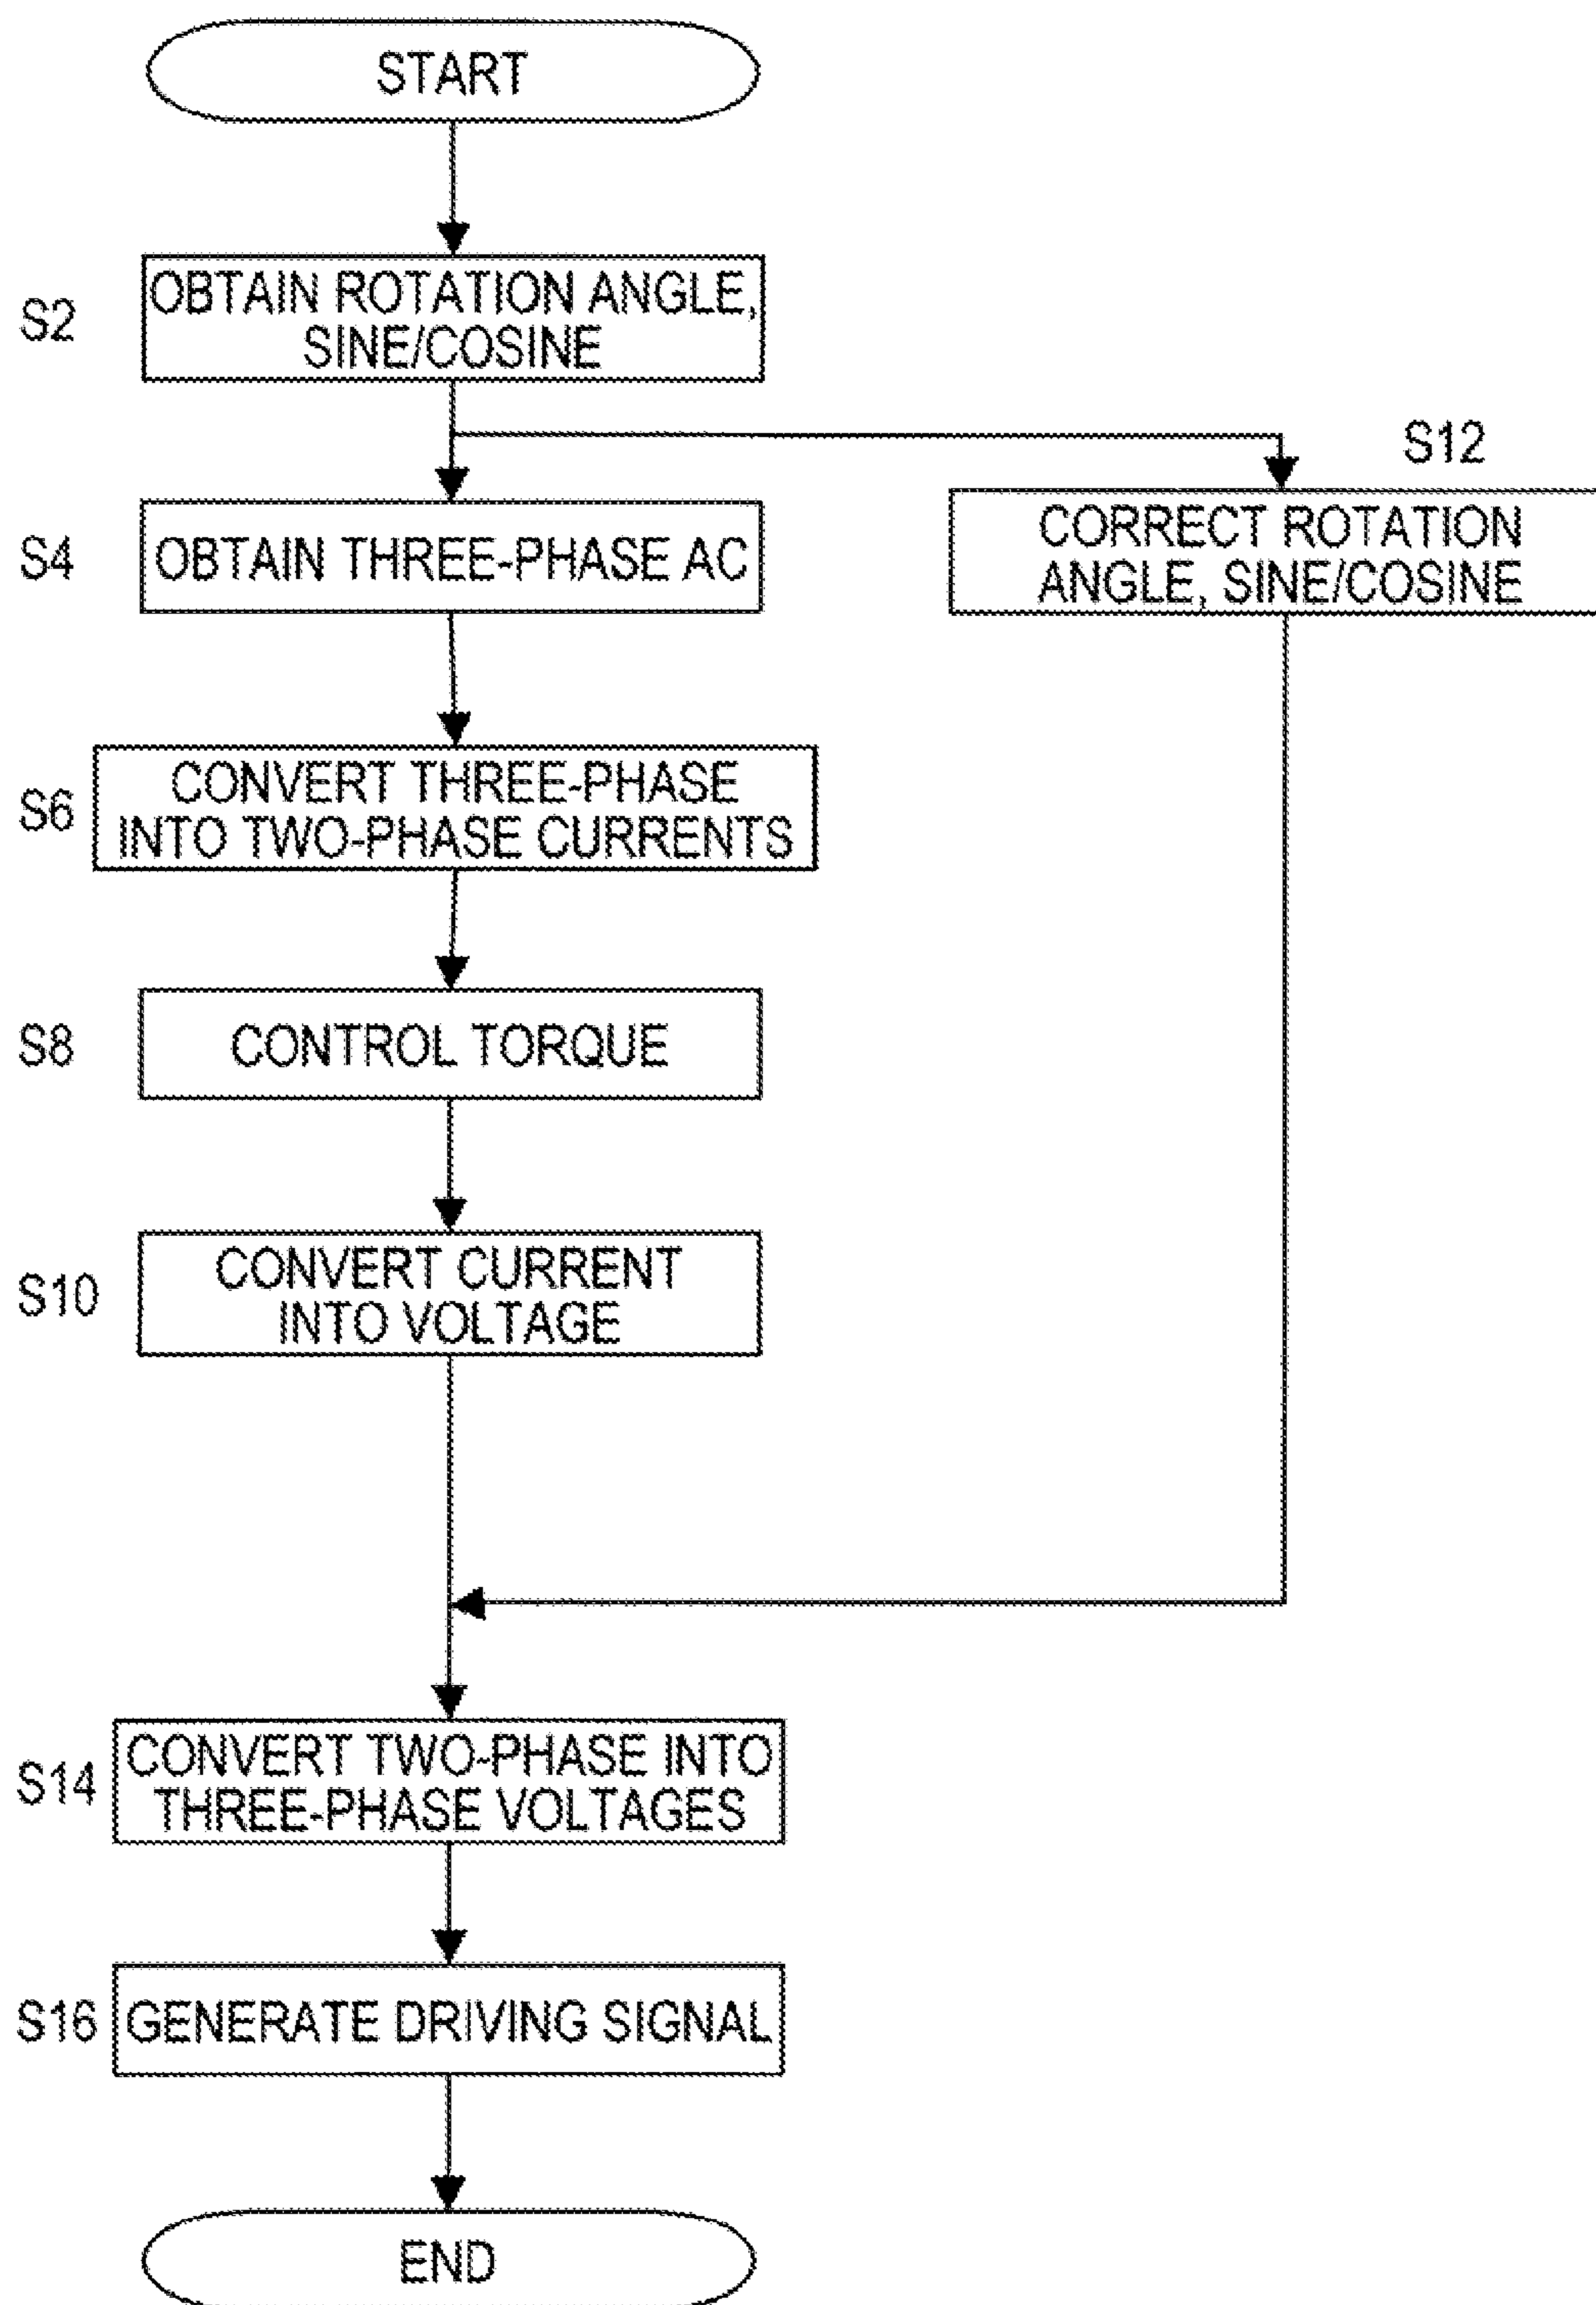 START
S2
OBTAIN ROTATION ANGLE,
SINE/COSINE
S12
CORRECT ROTATION
ANGLE, SINE/COSINE
S4
OBTAIN THREE-PHASE AC
S6
CONVERT THREE-PHASE
INTO TWO-PHASE CURRENTS
S8
CONTROL TORQUE
S10
CONVERT CURRENT
INTO VOLTAGE
S14
CONVERT TWO-PHASE INTO
THREE-PHASE VOLTAGES
S16
GENERATE DRIVING SIGNAL
END